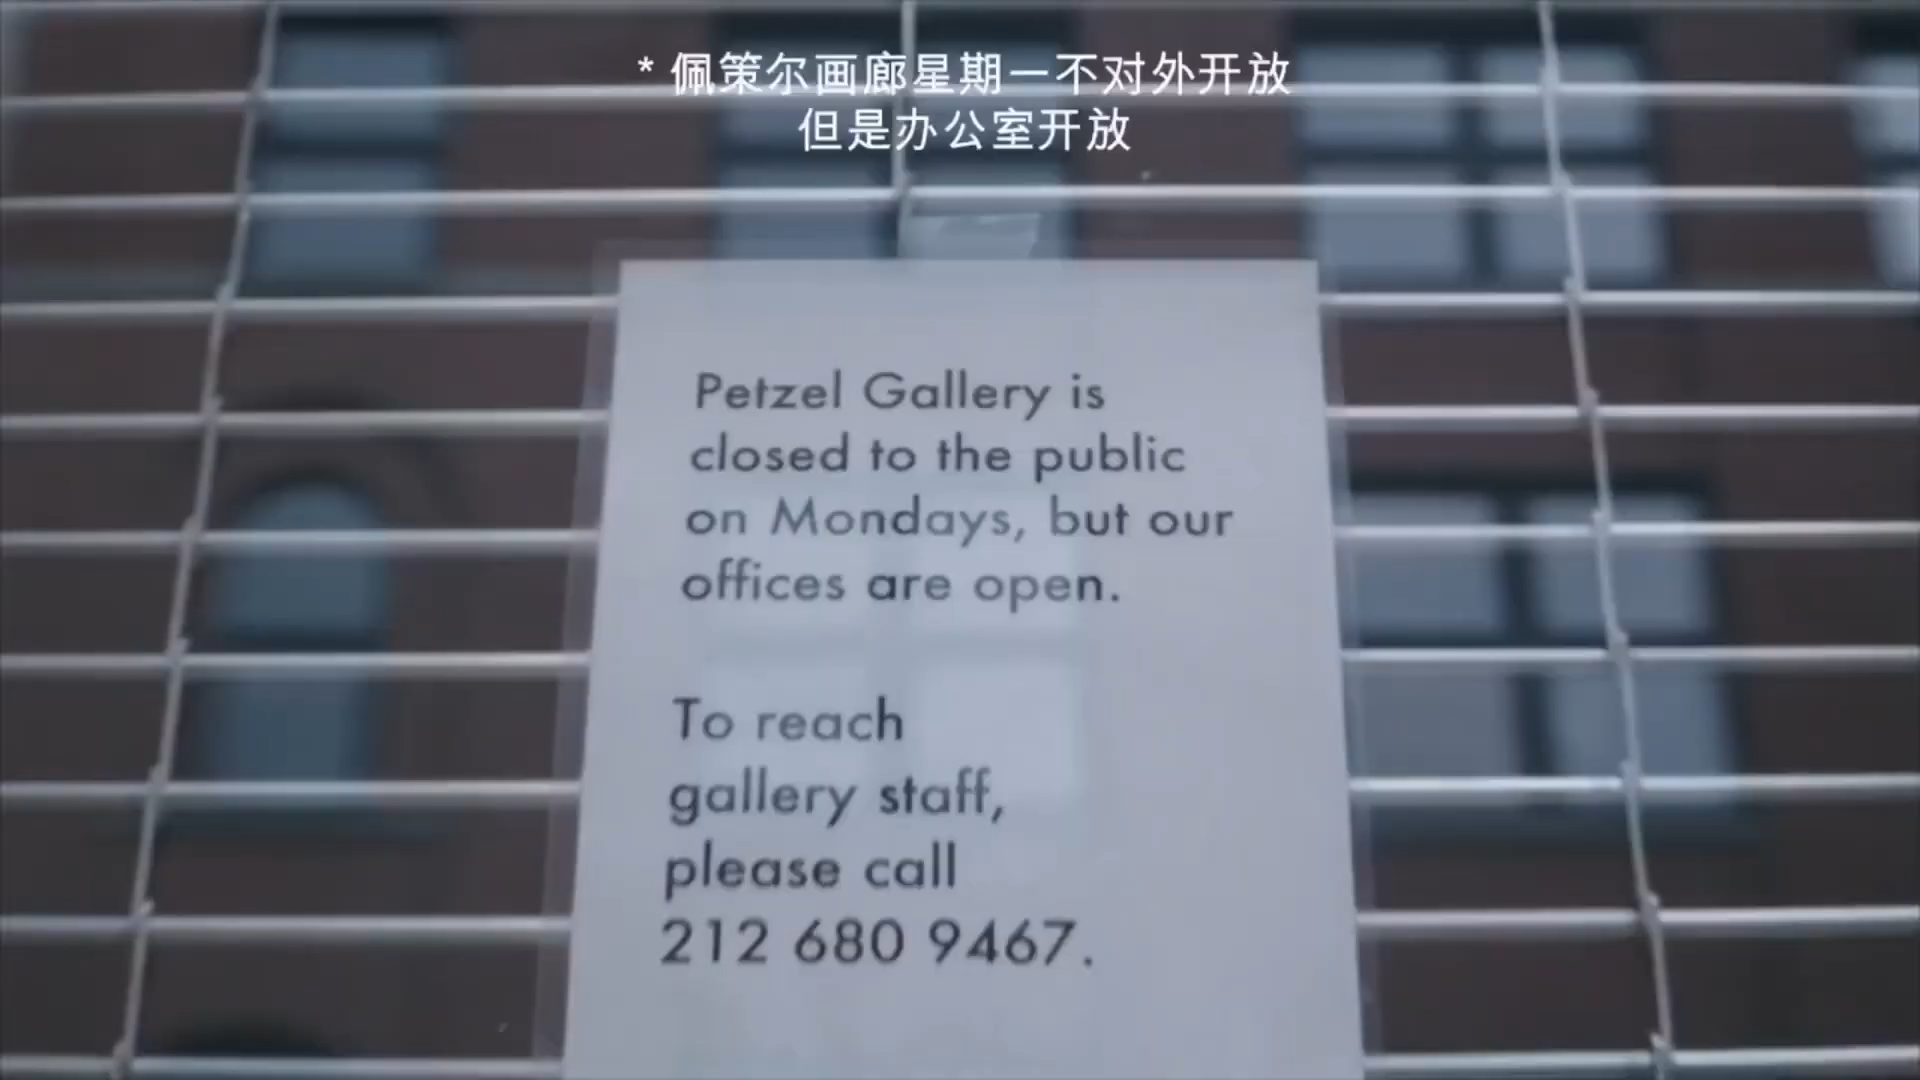 * 佩策尔画廊星期一不对外开放
但是办公室开放
Petzel Gallery is
closed to the public
on Mondays, but our
offices are open.
To reach
gallery staff,
please call
212 680 9467.